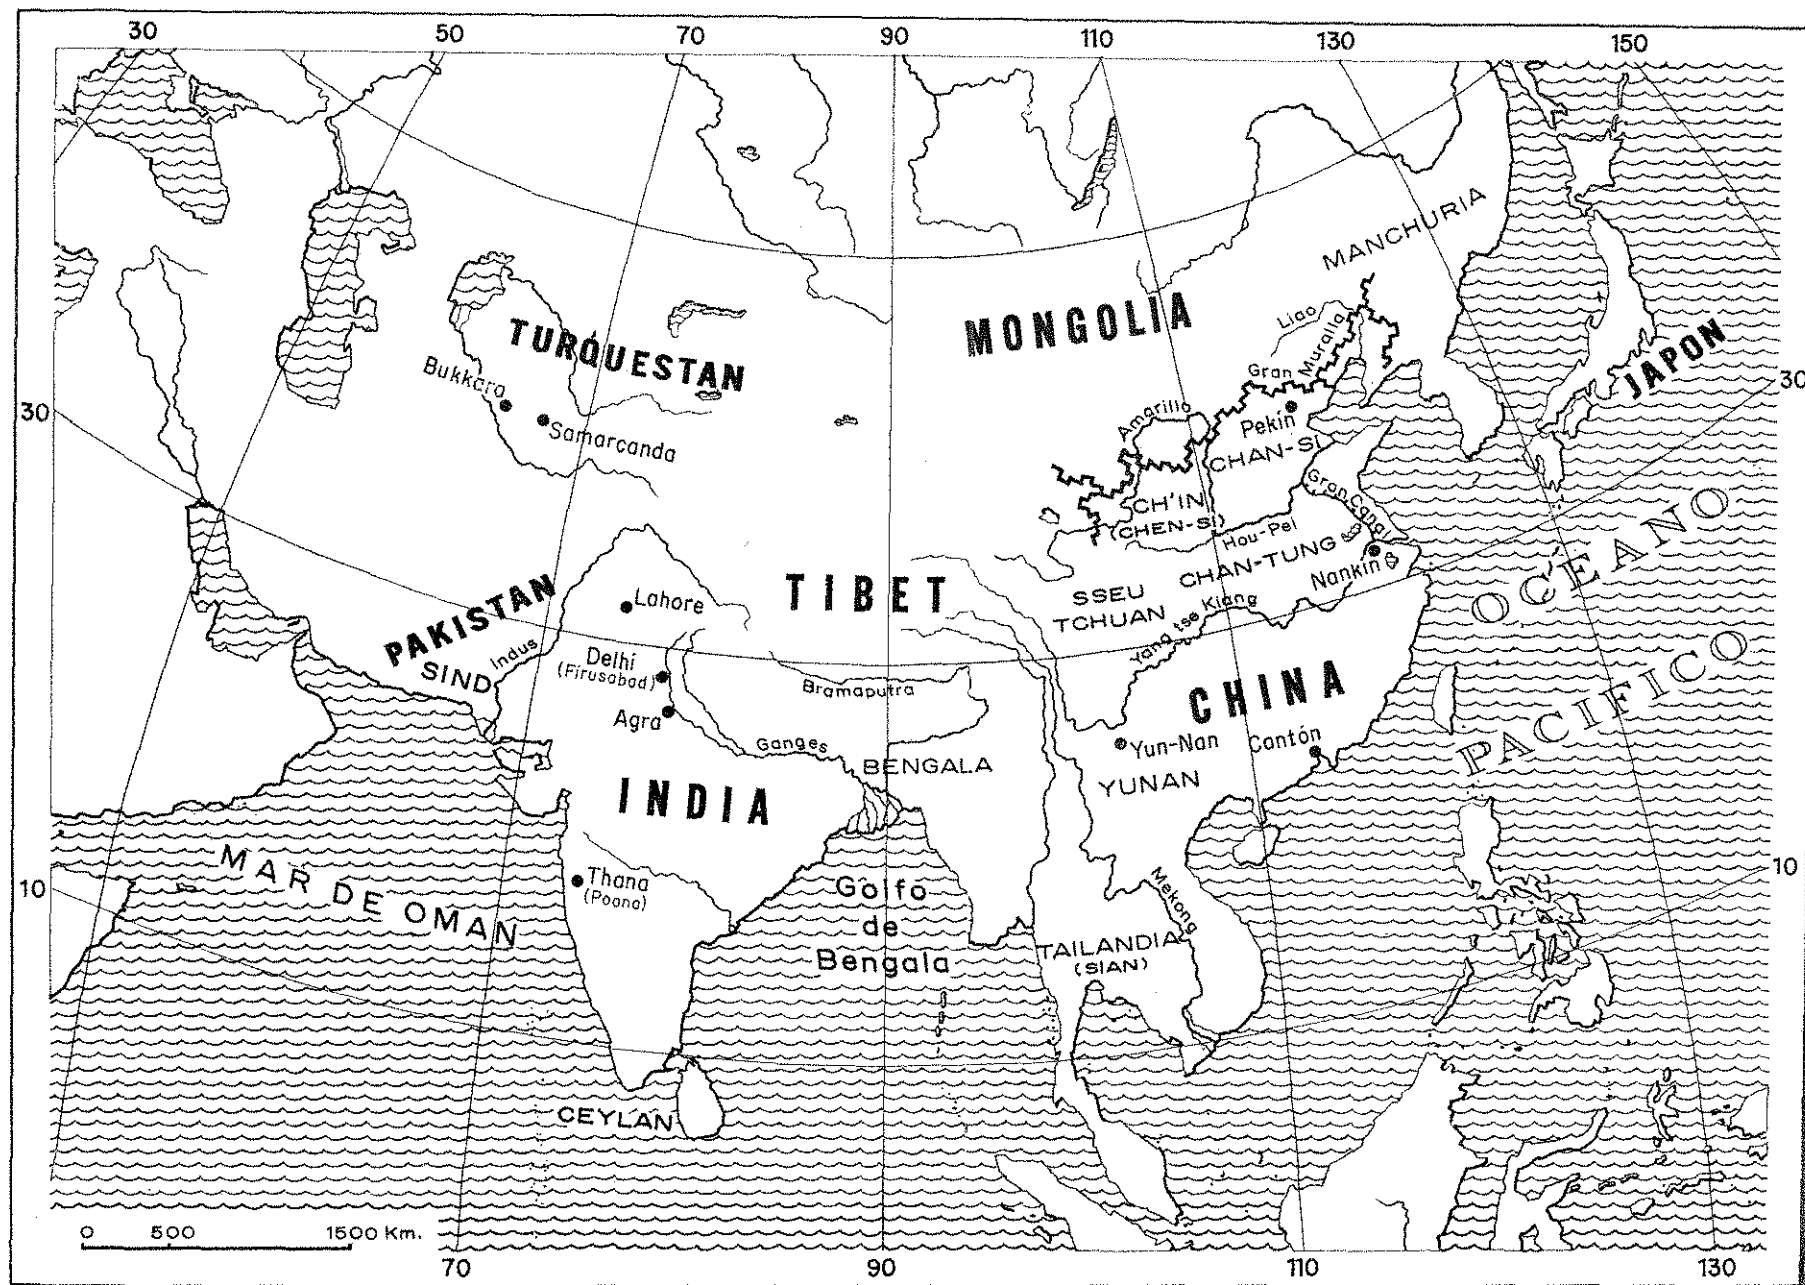 30 50 70 90 110 130 150
MANCHURIA
MONGOLIA
Liao
Gran Muralla
TURQUESTAN
Bukkara
Samarcanda
JAPON
30
30
Amarillo
Pekín
CHAN-SI
CH'IN
(CHEN-SI)
Gran Canal
Hou-Pei
CHAN-TUNG
Nankín
OCEANO
PACIFICO
TIBET
SSEU
TCHUAN
Yang tse Kiang
PAKISTAN
SIND
Indus
Lahore
Delhi
(Firusabad)
Agra
Bramaputra
Ganges
BENGALA
CHINA
Yun-Nan
Cantón
YUNAN
INDIA
MAR DE OMAN
10
10
Thana
(Poona)
Golfo
de
Bengala
Mekong
TAILANDIA
(SIAN)
CEYLAN
0 500 1500 Km.
70 90 110 130